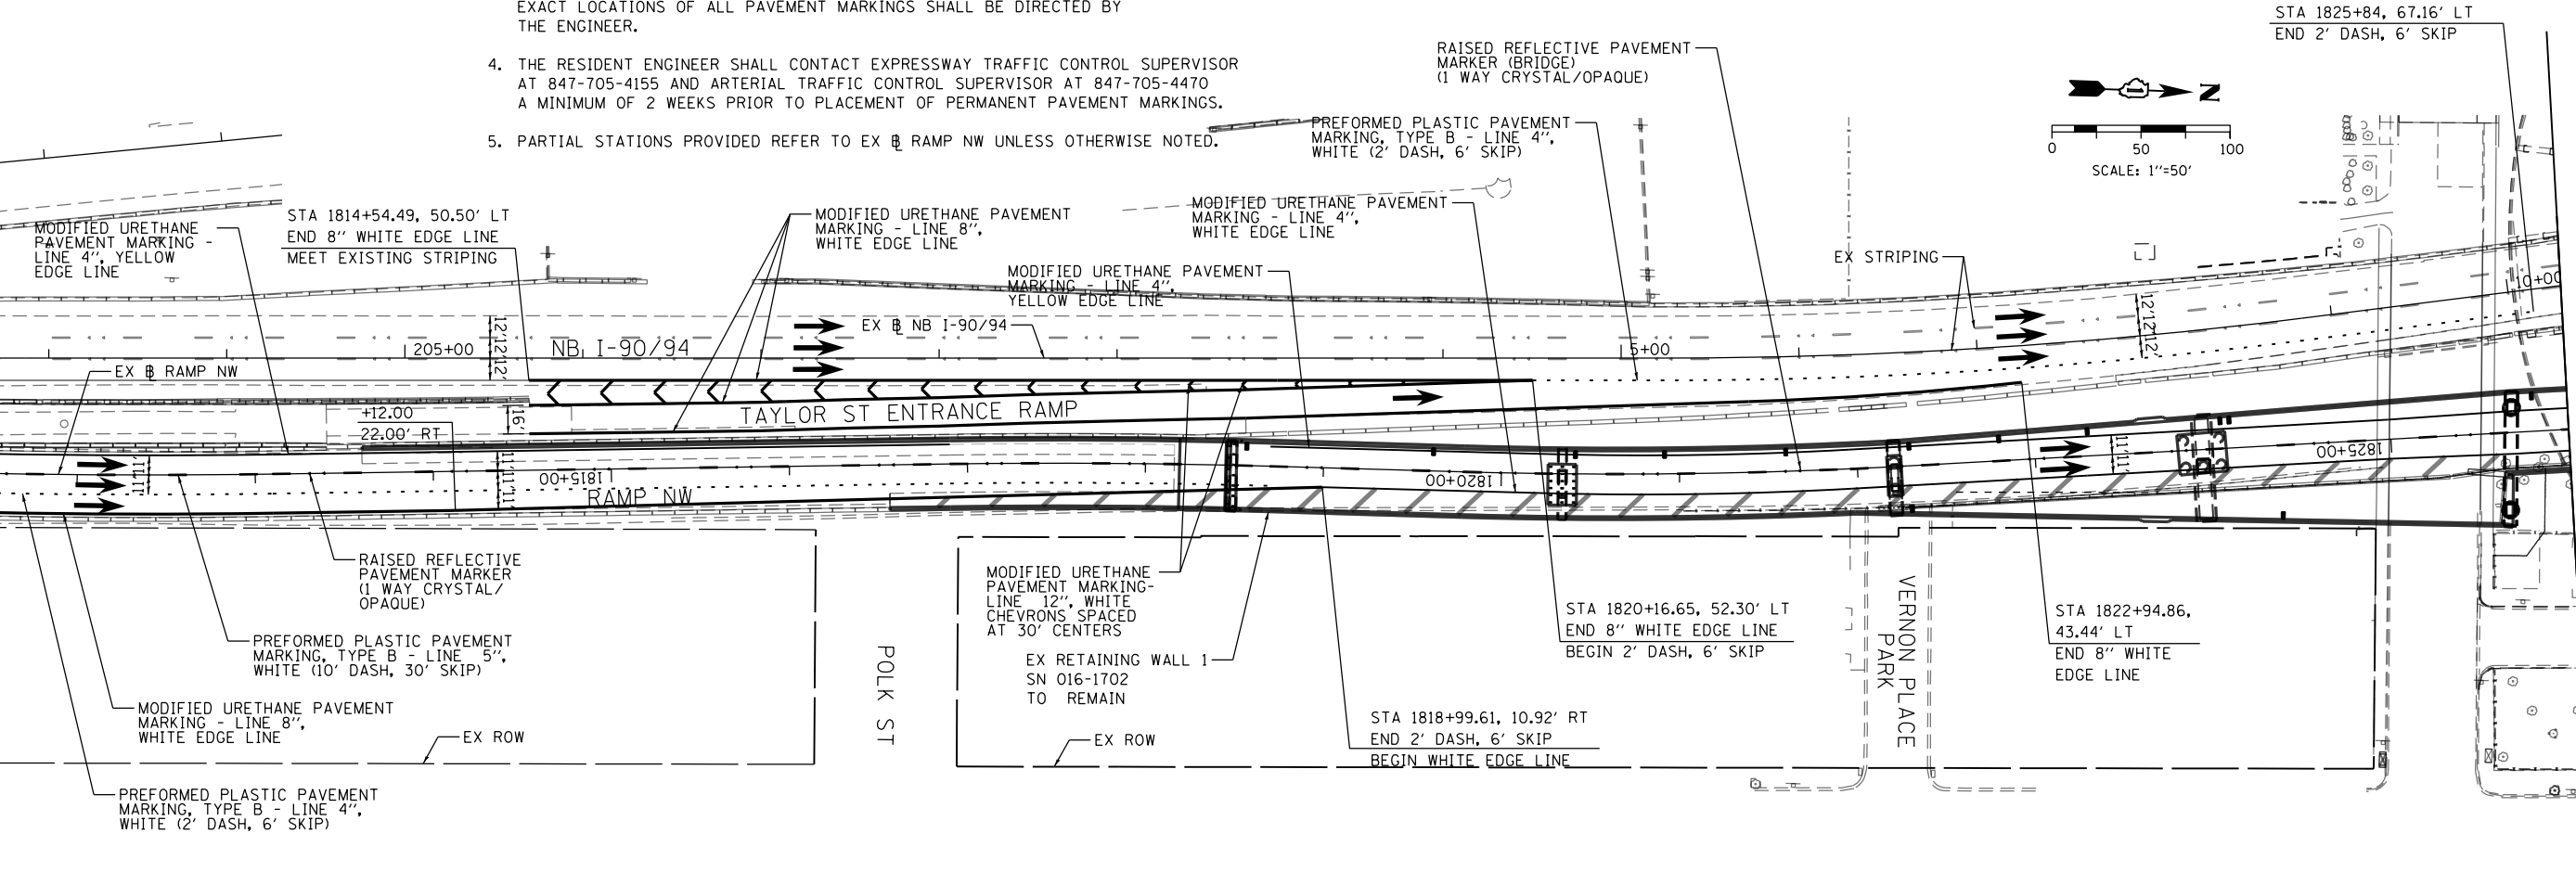 EXACT LOCATIONS OF ALL PAVEMENT MARKINGS SHALL BE DIRECTED BY
THE ENGINEER.
4. THE RESIDENT ENGINEER SHALL CONTACT EXPRESSWAY TRAFFIC CONTROL SUPERVISOR
AT 847-705-4155 AND ARTERIAL TRAFFIC CONTROL SUPERVISOR AT 847-705-4470
A MINIMUM OF 2 WEEKS PRIOR TO PLACEMENT OF PERMANENT PAVEMENT MARKINGS.
5. PARTIAL STATIONS PROVIDED REFER TO EX ℄ RAMP NW UNLESS OTHERWISE NOTED.
STA 1825+84, 67.16' LT
END 2' DASH, 6' SKIP
RAISED REFLECTIVE PAVEMENT
MARKER (BRIDGE)
(1 WAY CRYSTAL/OPAQUE)
N
0 50 100
SCALE: 1"=50'
PREFORMED PLASTIC PAVEMENT
MARKING, TYPE B - LINE 4",
WHITE (2' DASH, 6' SKIP)
MODIFIED URETHANE
PAVEMENT MARKING -
LINE 4", YELLOW
EDGE LINE
STA 1814+54.49, 50.50' LT
END 8" WHITE EDGE LINE
MEET EXISTING STRIPING
MODIFIED URETHANE PAVEMENT
MARKING - LINE 8",
WHITE EDGE LINE
MODIFIED URETHANE PAVEMENT
MARKING - LINE 4",
WHITE EDGE LINE
MODIFIED URETHANE PAVEMENT
MARKING - LINE 4",
YELLOW EDGE LINE
EX STRIPING
10+00
12'12'12'
12'12'12'
EX ℄ NB I-90/94
205+00
NB I-90/94
5+00
EX ℄ RAMP NW
+12.00
22.00' RT
16'
TAYLOR ST ENTRANCE RAMP
11'11'
11'11'11'
11'11'
1815+00
RAMP NW
1820+00
1825+00
RAISED REFLECTIVE
PAVEMENT MARKER
(1 WAY CRYSTAL/
OPAQUE)
PREFORMED PLASTIC PAVEMENT
MARKING, TYPE B - LINE 5",
WHITE (10' DASH, 30' SKIP)
MODIFIED URETHANE PAVEMENT
MARKING - LINE 8",
WHITE EDGE LINE
EX ROW
PREFORMED PLASTIC PAVEMENT
MARKING, TYPE B - LINE 4",
WHITE (2' DASH, 6' SKIP)
POLK ST
MODIFIED URETHANE
PAVEMENT MARKING-
LINE 12", WHITE
CHEVRONS SPACED
AT 30' CENTERS
EX RETAINING WALL 1
SN 016-1702
TO REMAIN
EX ROW
STA 1818+99.61, 10.92' RT
END 2' DASH, 6' SKIP
BEGIN WHITE EDGE LINE
STA 1820+16.65, 52.30' LT
END 8" WHITE EDGE LINE
BEGIN 2' DASH, 6' SKIP
VERNON PLACE
PARK
STA 1822+94.86,
43.44' LT
END 8" WHITE
EDGE LINE